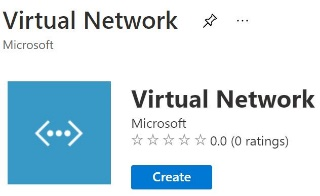 Virtual Network
Microsoft
Virtual Network
Microsoft
0.0 (0 ratings)
Create